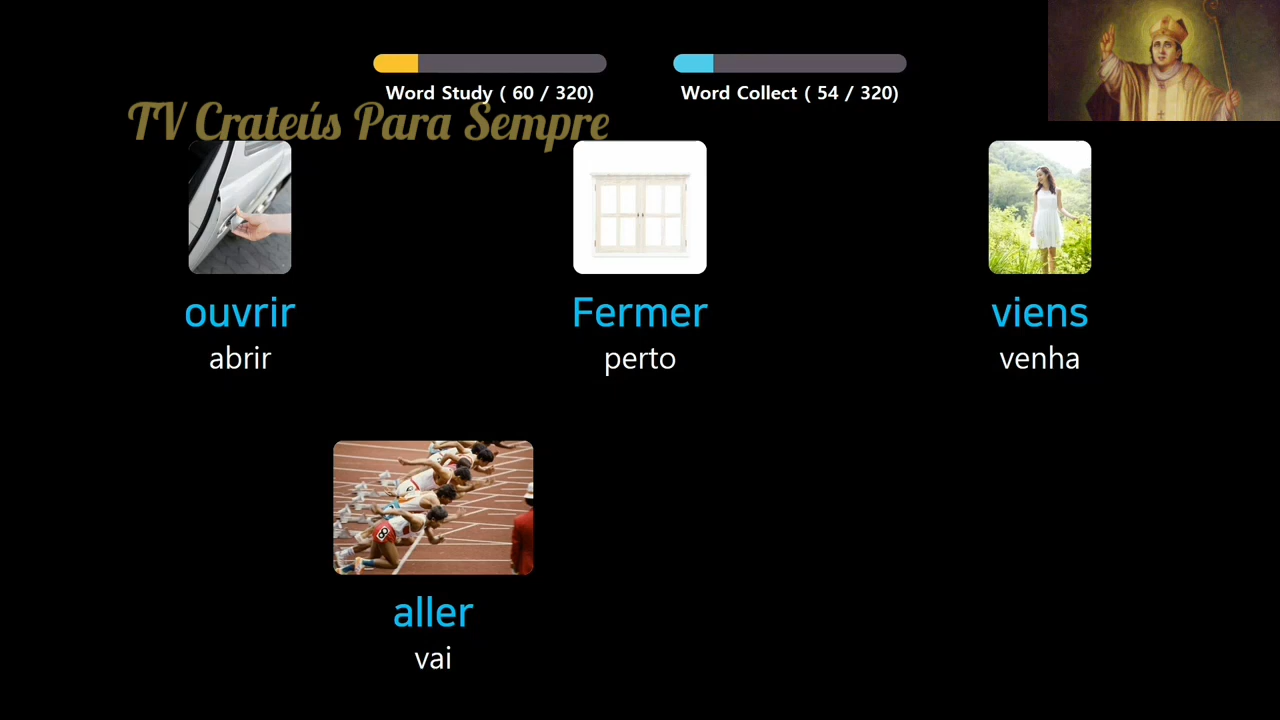 Word Study ( 60 / 320)
Word Collect ( 54 / 320)
TV Crateús Para Sempre
ouvrir
abrir
Fermer
perto
viens
venha
8
aller
vai